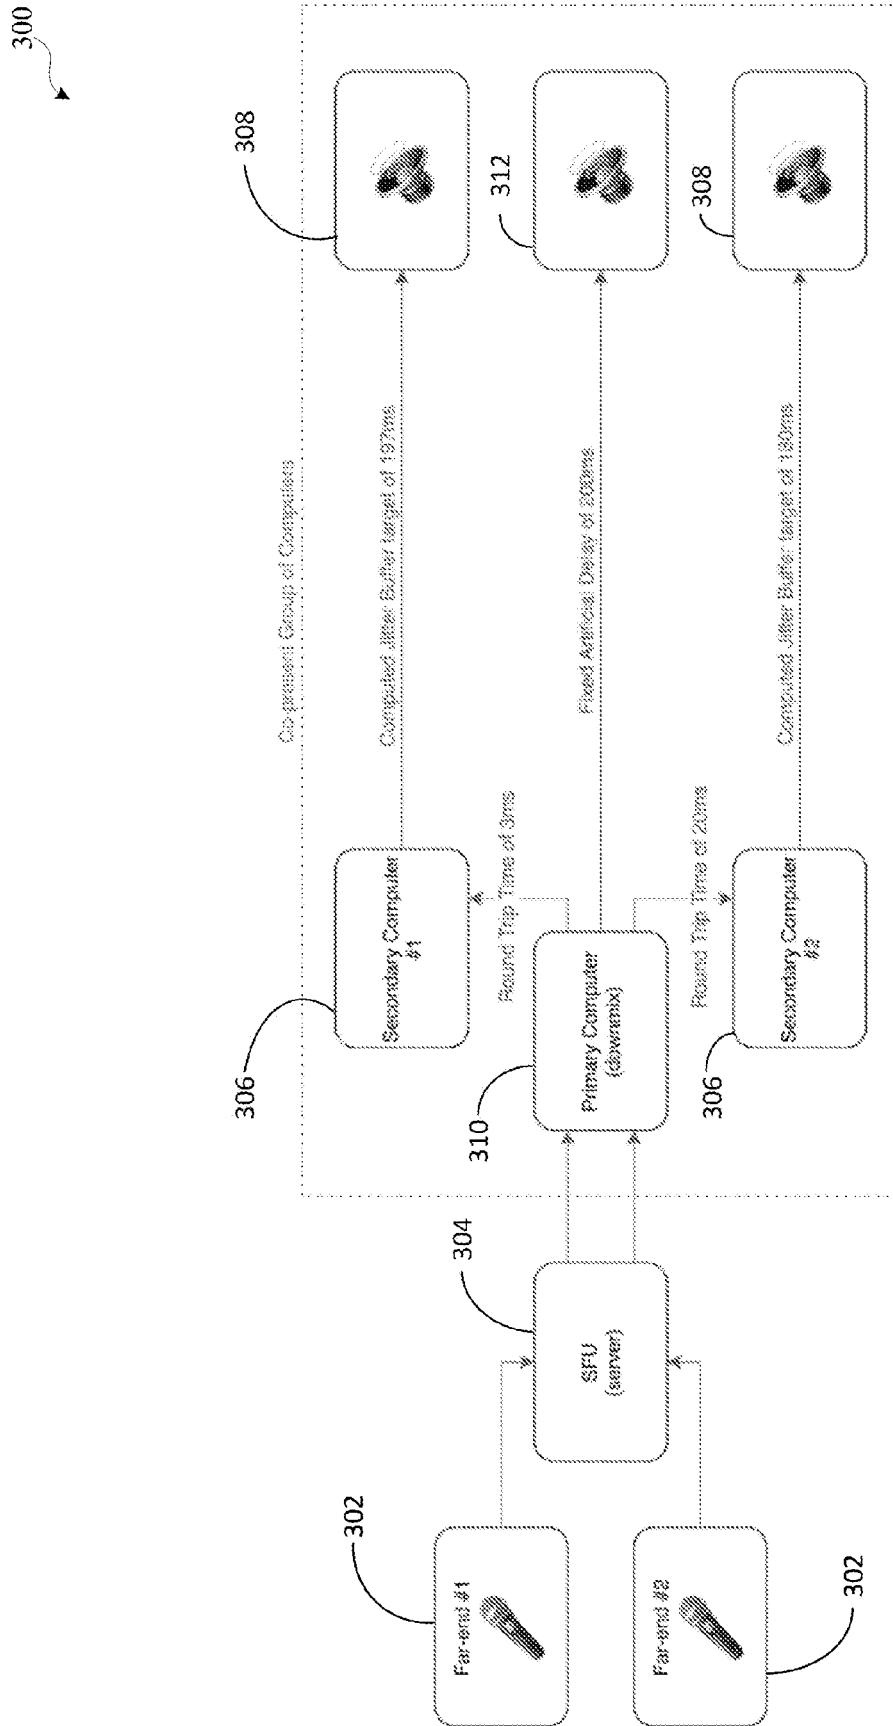 300
Co-present Group of Computers
308
312
308
Computed Jitter Buffer target of 197ms
Fixed Artificial Delay of 200ms
Computed Jitter Buffer target of 180ms
306
Secondary Computer
#1
Round Trip Time of 3ms
310
Primary Computer
(downmix)
Round Trip Time of 20ms
306
Secondary Computer
#2
304
SFU
(server)
302
Far-end #1
Far-end #2
302